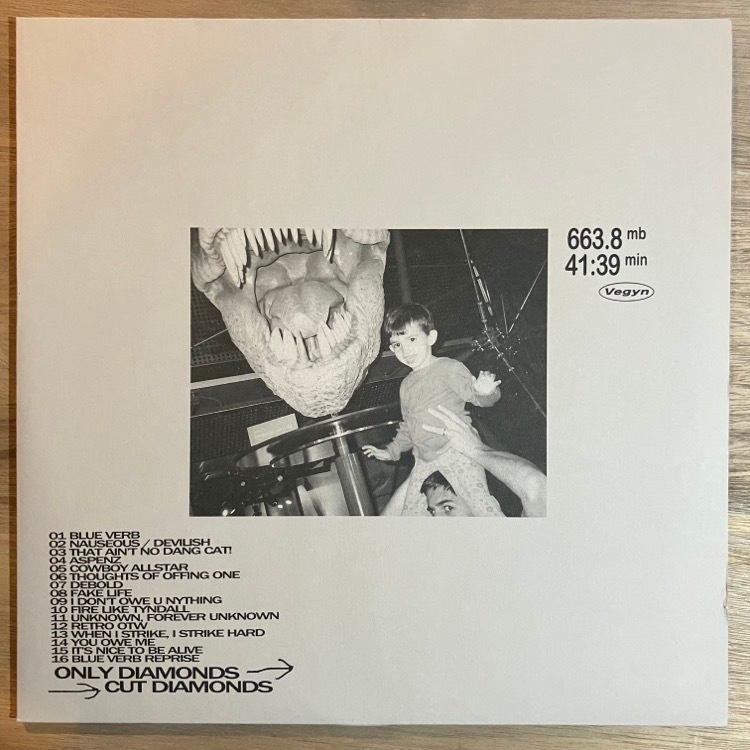 663.8 mb
41:39 min
Vegyn
01 BLUE VERB
02 NAUSEOUS / DEVILISH
03 THAT AIN'T NO DANG CAT!
04 ASPENZ
05 COWBOY ALLSTAR
06 THOUGHTS OF OFFING ONE
07 DEBOLD
08 FAKE LIFE
09 I DON'T OWE U NYTHING
10 FIRE LIKE TYNDALL
11 UNKNOWN, FOREVER UNKNOWN
12 RETRO OTW
13 WHEN I STRIKE, I STRIKE HARD
14 YOU OWE ME
15 IT'S NICE TO BE ALIVE
16 BLUE VERB REPRISE
ONLY DIAMONDS
CUT DIAMONDS